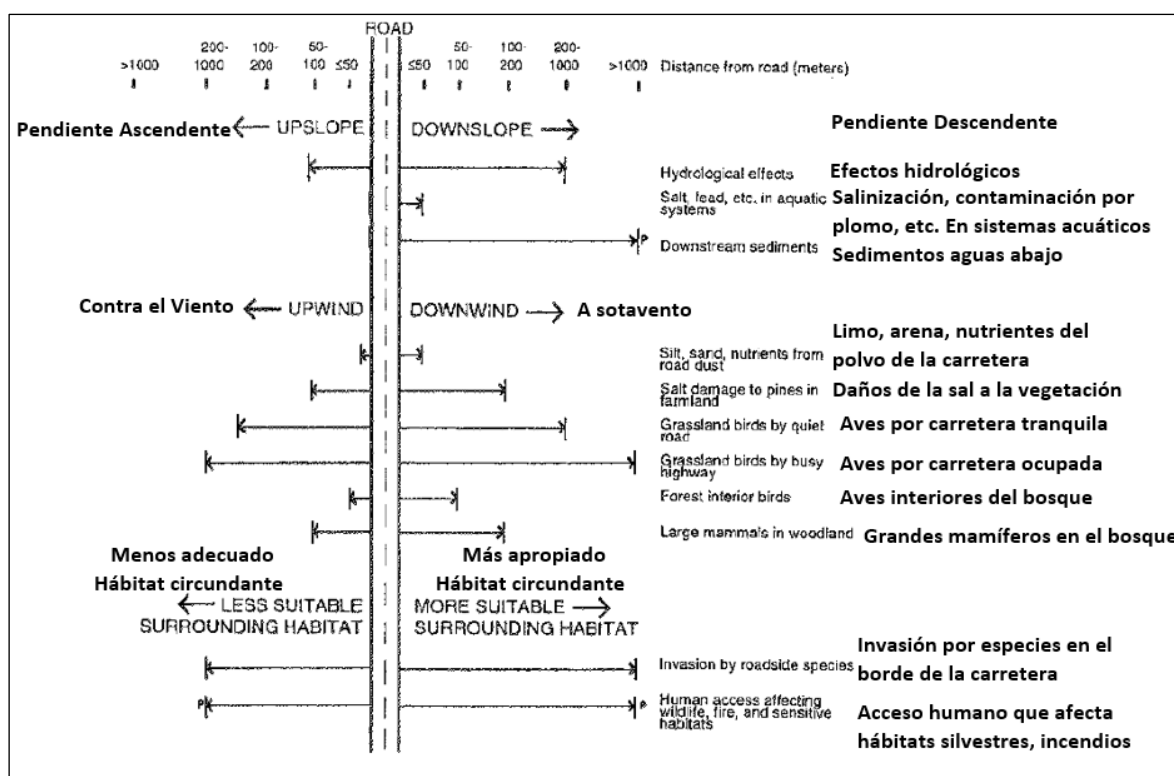 ROAD
200- 100- 50- 50- 100- 200-
>1000 1000 200 100 ≤50 ≤50 100 200 1000 >1000 Distance from road (meters)
Pendiente Ascendente UPSLOPE DOWNSLOPE Pendiente Descendente
Hydrological effects Efectos hidrológicos
Salt, lead, etc. in aquatic systems Salinización, contaminación por
plomo, etc. En sistemas acuáticos
P Downstream sediments Sedimentos aguas abajo
Contra el Viento UPWIND DOWNWIND A sotavento
Silt, sand, nutrients from road dust Limo, arena, nutrientes del
polvo de la carretera
Salt damage to pines in farmland Daños de la sal a la vegetación
Grassland birds by quiet road Aves por carretera tranquila
Grassland birds by busy highway Aves por carretera ocupada
Forest interior birds Aves interiores del bosque
Large mammals in woodland Grandes mamíferos en el bosque
Menos adecuado Más apropiado
Hábitat circundante Hábitat circundante
LESS SUITABLE MORE SUITABLE
SURROUNDING HABITAT SURROUNDING HABITAT
Invasion by roadside species Invasión por especies en el
borde de la carretera
P P Human access affecting
wildlife, fire, and sensitive
habitats
Acceso humano que afecta
hábitats silvestres, incendios